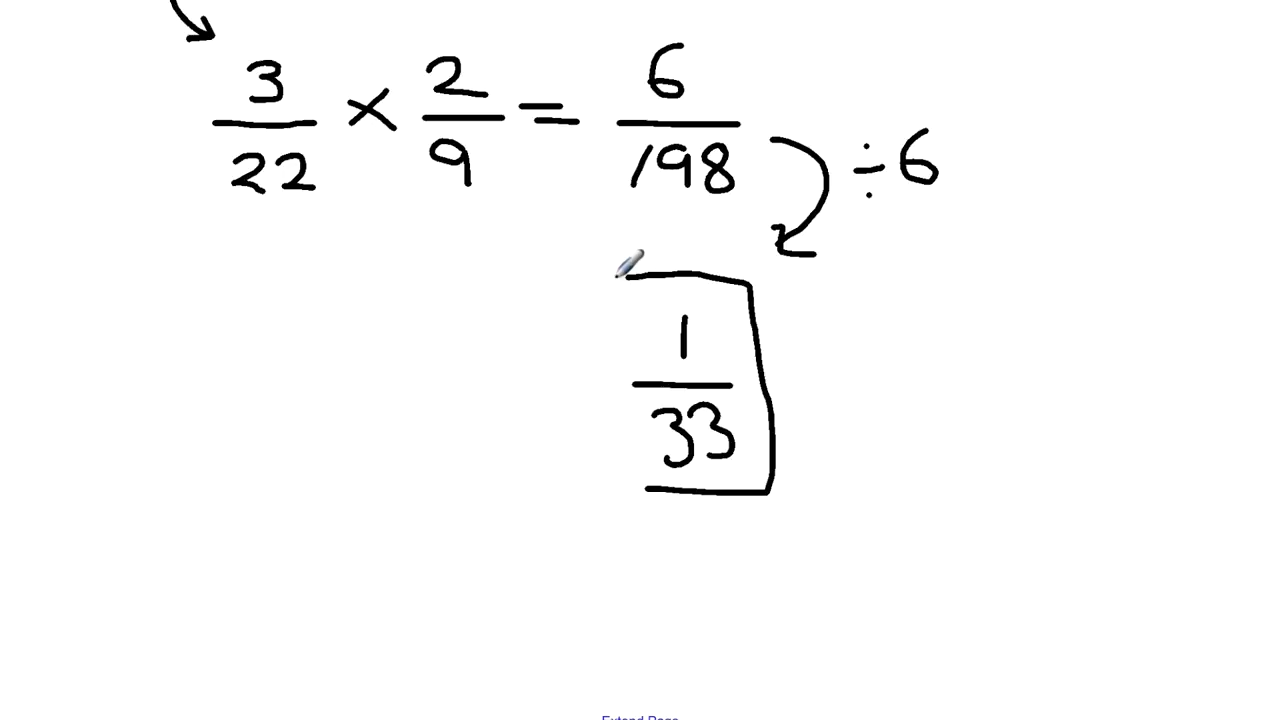 3/22 × 2/9 = 6/198 ÷6
1/33